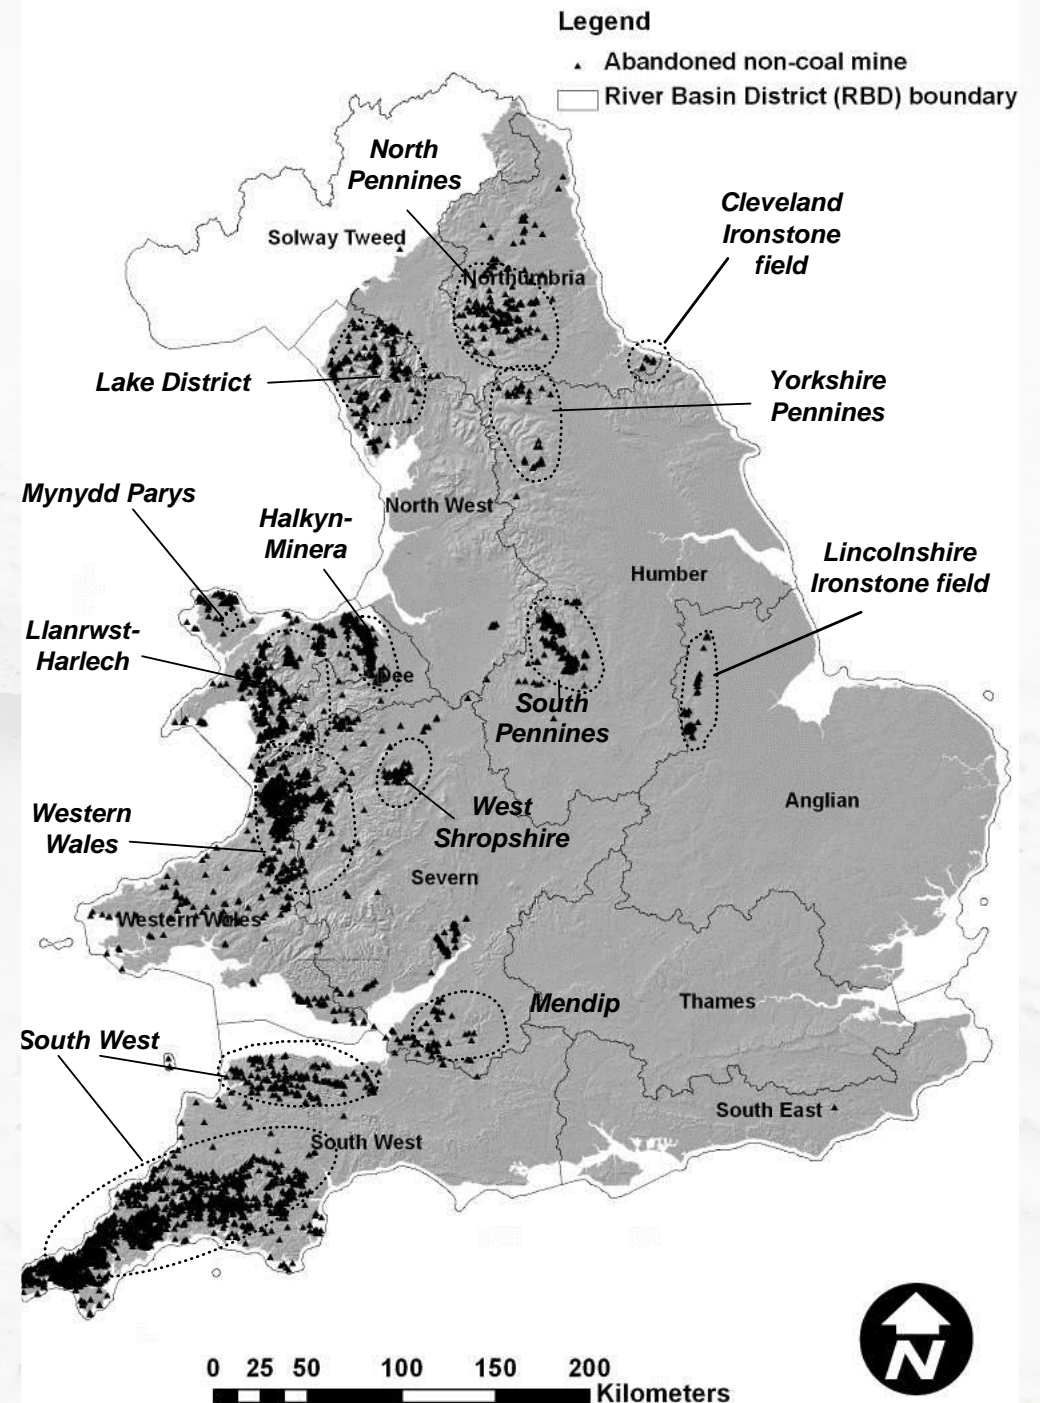 Legend
Abandoned non-coal mine
River Basin District (RBD) boundary
North
Pennines
Cleveland
Ironstone
field
Solway Tweed
Northumbria
Lake District
Yorkshire
Pennines
Mynydd Parys
North West
Halkyn-
Minera
Humber
Lincolnshire
Ironstone field
Llanrwst-
Harlech
Dee
South
Pennines
Western
Wales
West
Shropshire
Anglian
Severn
Western Wales
Mendip
Thames
South West
South East
South West
0 25 50 100 150 200
Kilometers
N